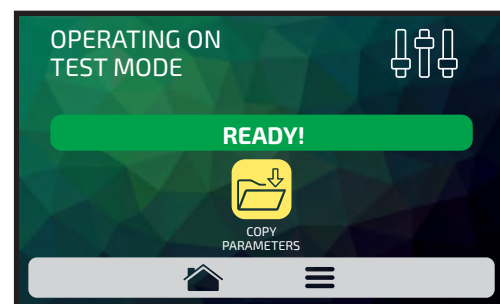 OPERATING ON
TEST MODE
READY!
COPY
PARAMETERS